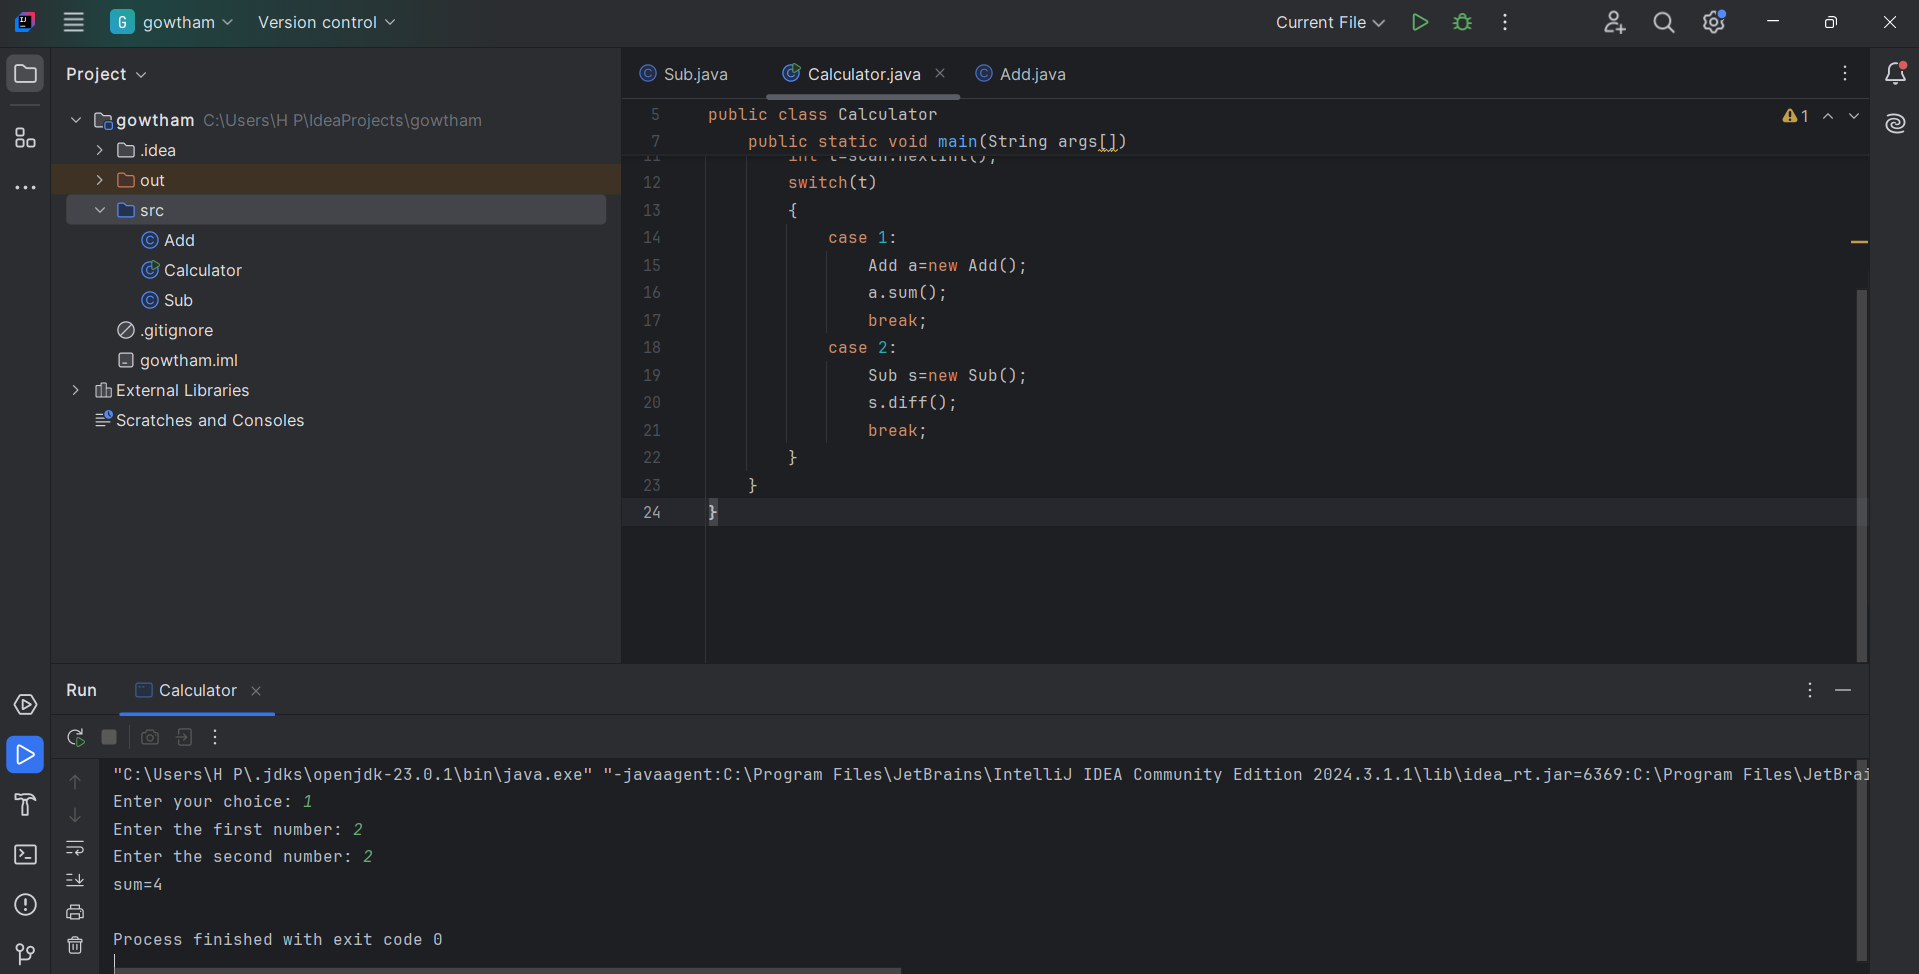 G gowtham Version control Current File
Project
Sub.java Calculator.java Add.java
gowtham C:\Users\H P\IdeaProjects\gowtham
.idea
out
src
Add
Calculator
Sub
.gitignore
gowtham.iml
External Libraries
Scratches and Consoles
5 public class Calculator
1
7 public static void main(String args[])
11 int t=scan.nextInt();
12 switch(t)
13 {
14 case 1:
15 Add a=new Add();
16 a.sum();
17 break;
18 case 2:
19 Sub s=new Sub();
20 s.diff();
21 break;
22 }
23 }
24 }
Run Calculator
"C:\Users\H P\.jdks\openjdk-23.0.1\bin\java.exe" "-javaagent:C:\Program Files\JetBrains\IntelliJ IDEA Community Edition 2024.3.1.1\lib\idea_rt.jar=6369:C:\Program Files\JetBrai
Enter your choice: 1
Enter the first number: 2
Enter the second number: 2
sum=4
Process finished with exit code 0